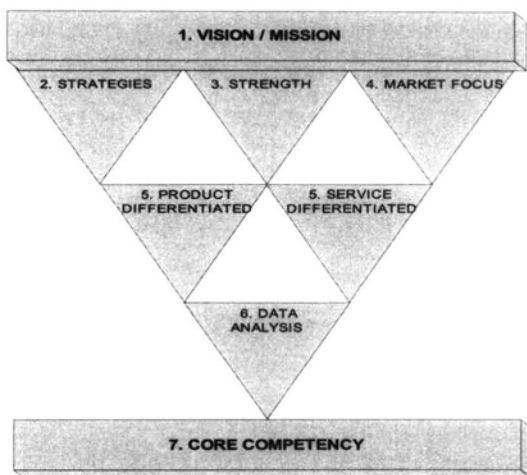 1. VISION / MISSION
2. STRATEGIES
3. STRENGTH
4. MARKET FOCUS
5. PRODUCT
DIFFERENTIATED
5. SERVICE
DIFFERENTIATED
6. DATA
ANALYSIS
7. CORE COMPETENCY